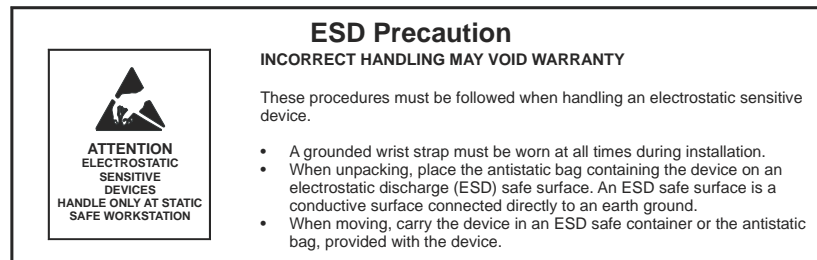 ESD Precaution
INCORRECT HANDLING MAY VOID WARRANTY
These procedures must be followed when handling an electrostatic sensitive
device.
• A grounded wrist strap must be worn at all times during installation.
• When unpacking, place the antistatic bag containing the device on an
electrostatic discharge (ESD) safe surface. An ESD safe surface is a
conductive surface connected directly to an earth ground.
• When moving, carry the device in an ESD safe container or the antistatic
bag, provided with the device.
ATTENTION
ELECTROSTATIC
SENSITIVE
DEVICES
HANDLE ONLY AT STATIC
SAFE WORKSTATION